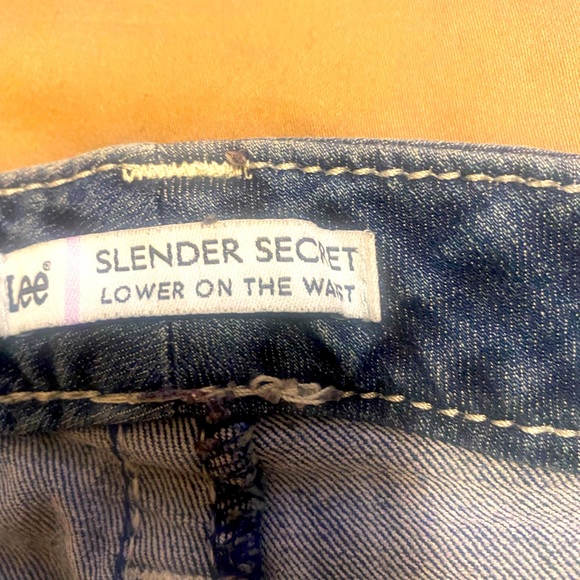 Lee®
SLENDER SECRET
LOWER ON THE WAIST